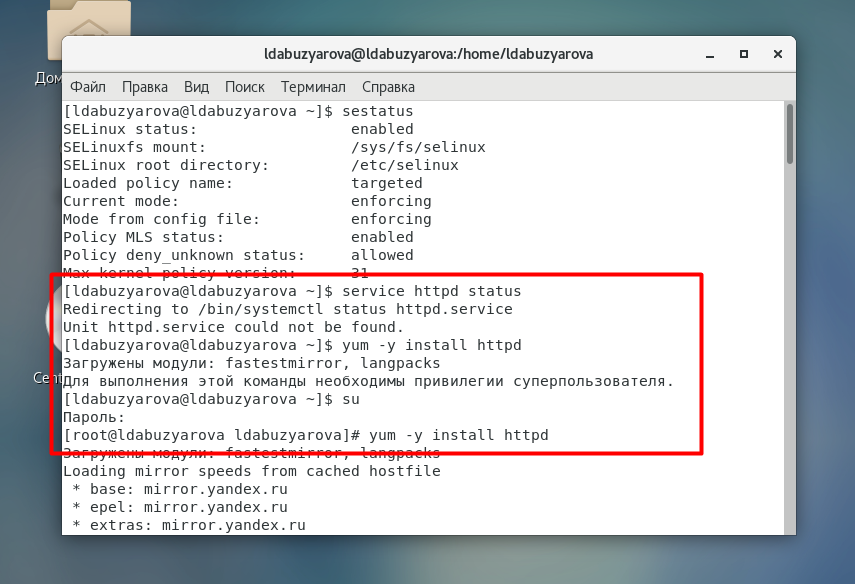 ldabuzyarova@ldabuzyarova:/home/ldabuzyarova
Дом
Файл Правка Вид Поиск Терминал Справка
[ldabuzyarova@ldabuzyarova ~]$ sestatus
SELinux status:                 enabled
SELinuxfs mount:                /sys/fs/selinux
SELinux root directory:         /etc/selinux
Loaded policy name:             targeted
Current mode:                   enforcing
Mode from config file:          enforcing
Policy MLS status:              enabled
Policy deny_unknown status:     allowed
Max kernel policy version:      31
[ldabuzyarova@ldabuzyarova ~]$ service httpd status
Redirecting to /bin/systemctl status httpd.service
Unit httpd.service could not be found.
[ldabuzyarova@ldabuzyarova ~]$ yum -y install httpd
Загружены модули: fastestmirror, langpacks
Cent
Для выполнения этой команды необходимы привилегии суперпользователя.
[ldabuzyarova@ldabuzyarova ~]$ su
Пароль:
[root@ldabuzyarova ldabuzyarova]# yum -y install httpd
Загружены модули: fastestmirror, langpacks
Loading mirror speeds from cached hostfile
 * base: mirror.yandex.ru
 * epel: mirror.yandex.ru
 * extras: mirror.yandex.ru